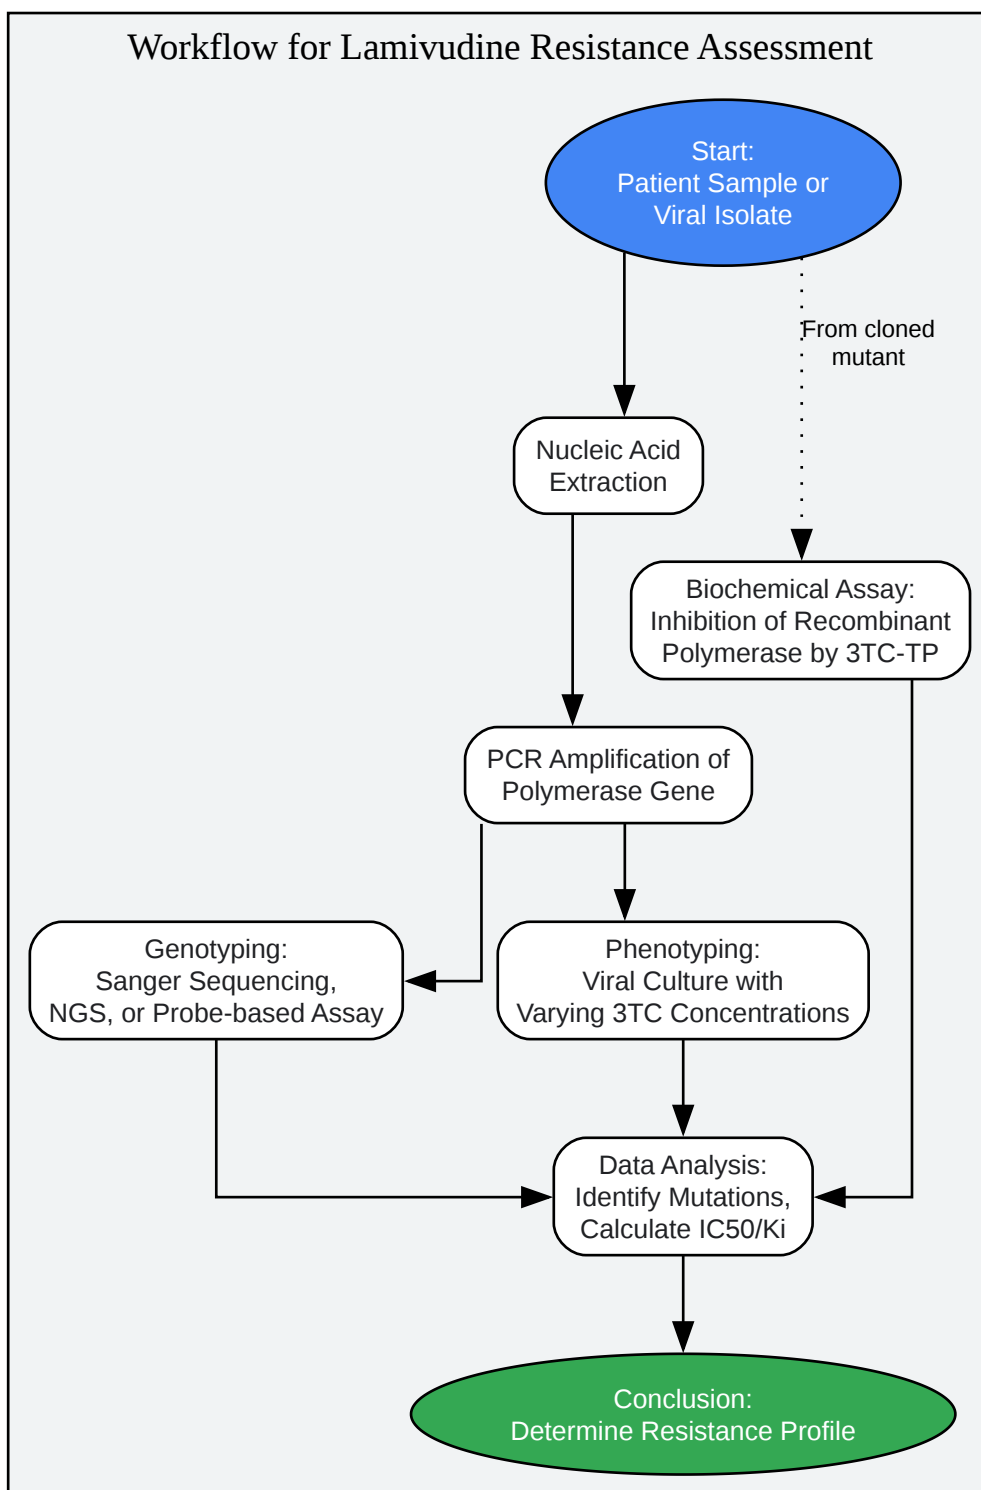 Workflow for Lamivudine Resistance Assessment
Start:
Patient Sample or
Viral Isolate
From cloned
mutant
Nucleic Acid
Extraction
Biochemical Assay:
Inhibition of Recombinant
Polymerase by 3TC-TP
PCR Amplification of
Polymerase Gene
Genotyping:
Sanger Sequencing,
NGS, or Probe-based Assay
Phenotyping:
Viral Culture with
Varying 3TC Concentrations
Data Analysis:
Identify Mutations,
Calculate IC50/Ki
Conclusion:
Determine Resistance Profile